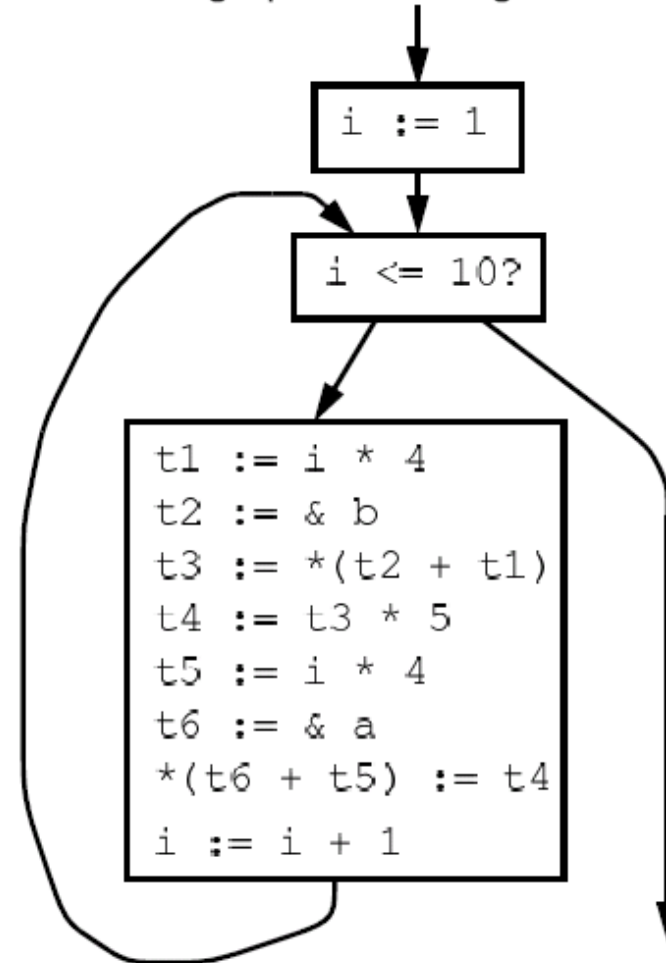 i := 1
i <= 10?
t1 := i * 4
t2 := & b
t3 := *(t2 + t1)
t4 := t3 * 5
t5 := i * 4
t6 := & a
*(t6 + t5) := t4
i := i + 1